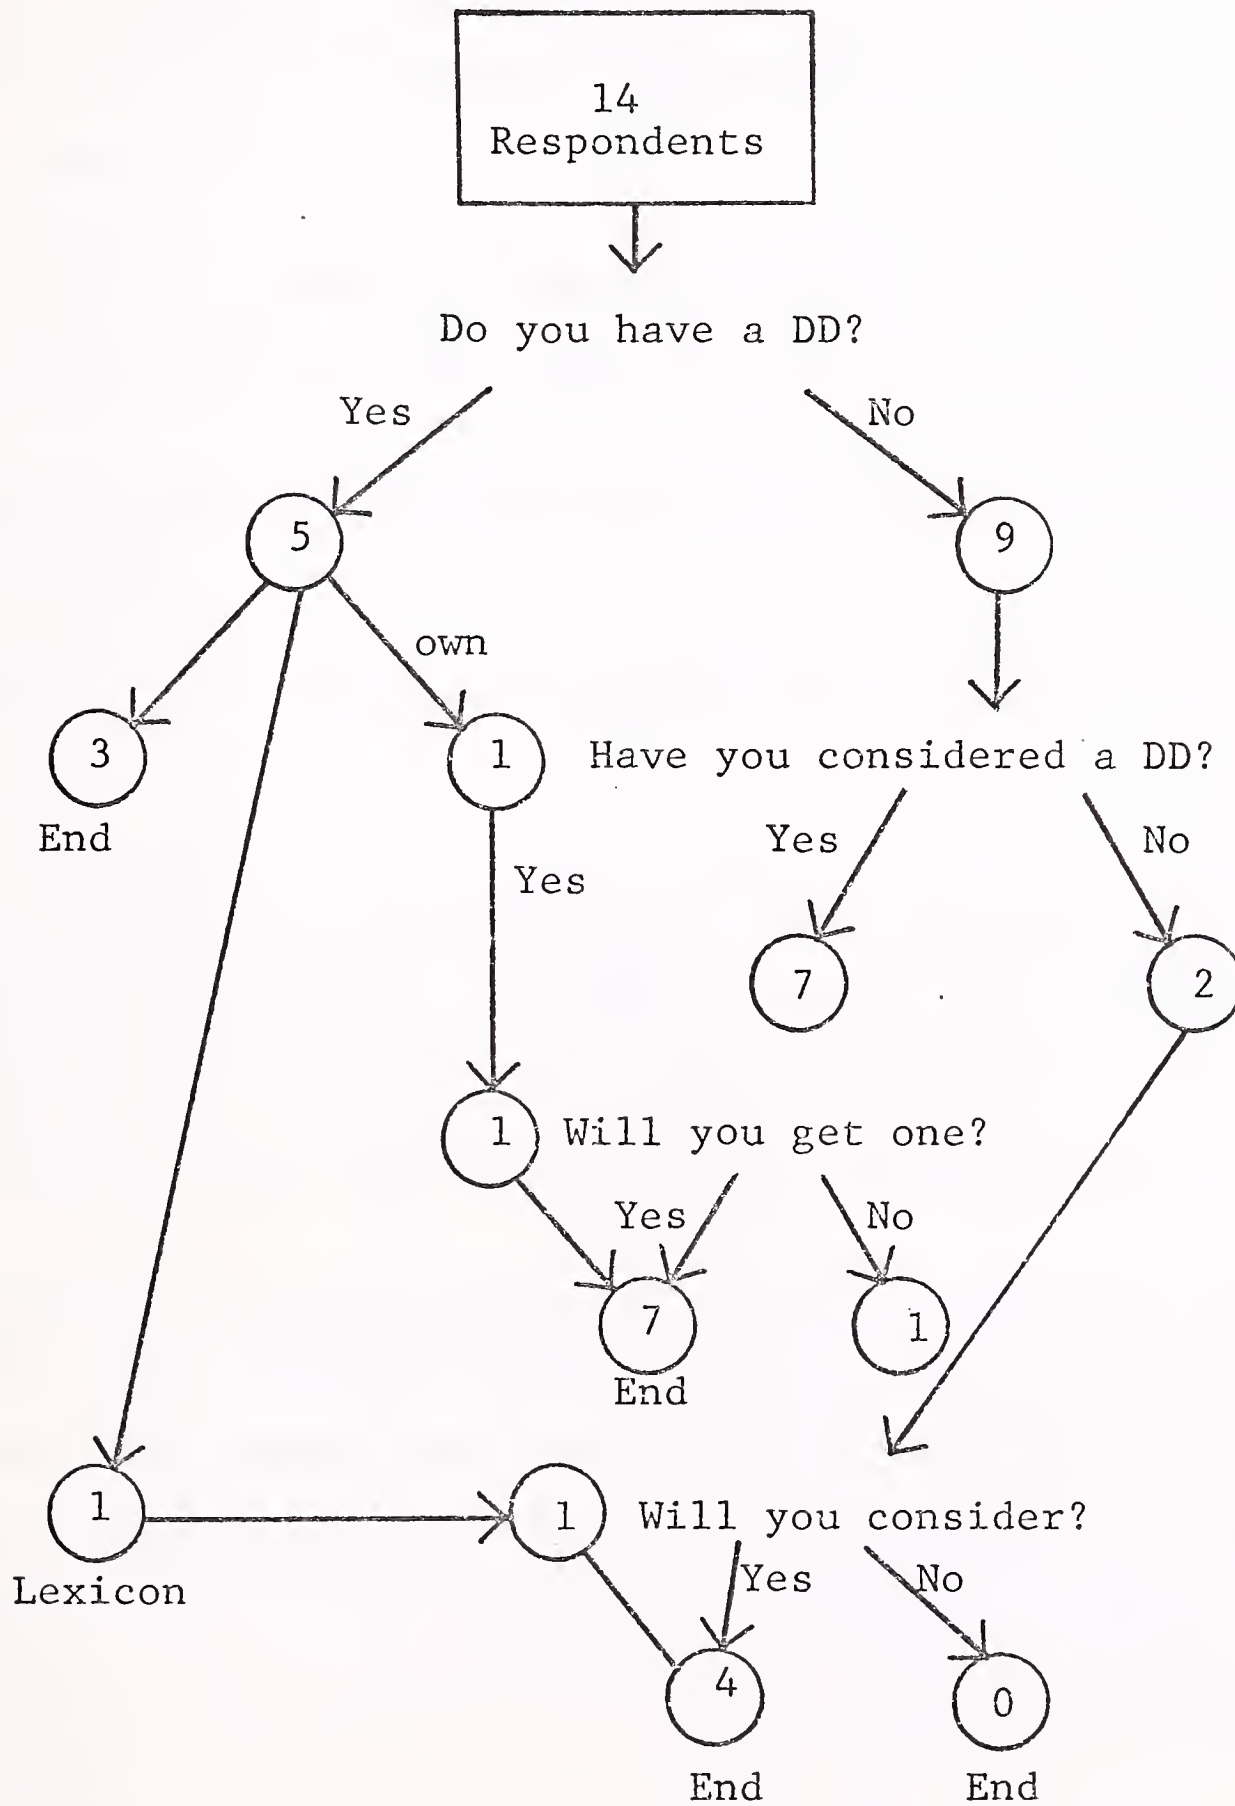 14
Respondents
Do you have a DD?
Yes No
5 9
own
3 1 Have you considered a DD?
End Yes No
Yes
7 2
1 Will you get one?
Yes No
7 1
End
1 1 Will you consider?
Lexicon Yes No
4 0
End End